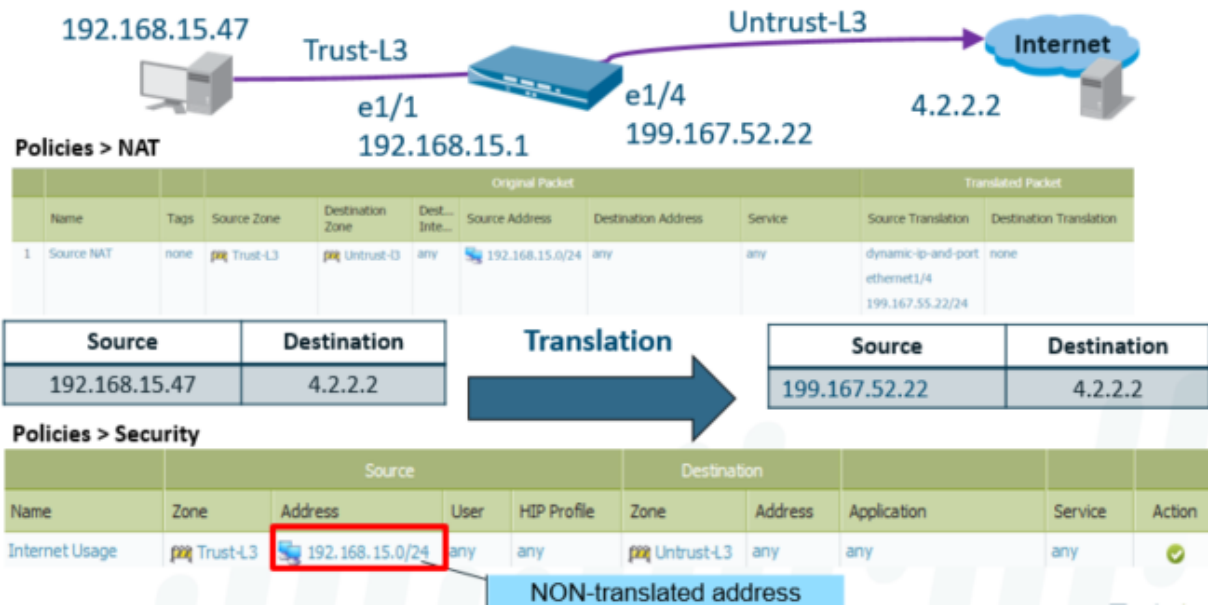 192.168.15.47
Trust-L3
Untrust-L3
Internet
e1/1
192.168.15.1
e1/4
199.167.52.22
4.2.2.2
Policies > NAT
Original Packet
Translated Packet
Name
Tags
Source Zone
Destination Zone
Dest... Inte...
Source Address
Destination Address
Service
Source Translation
Destination Translation
1
Source NAT
none
Trust-L3
Untrust-l3
any
192.168.15.0/24
any
any
dynamic-ip-and-port
none
ethernet1/4
199.167.55.22/24
Source
Destination
192.168.15.47
4.2.2.2
Translation
Source
Destination
199.167.52.22
4.2.2.2
Policies > Security
Source
Destination
Name
Zone
Address
User
HIP Profile
Zone
Address
Application
Service
Action
Internet Usage
Trust-L3
192.168.15.0/24
any
any
Untrust-L3
any
any
any
NON-translated address